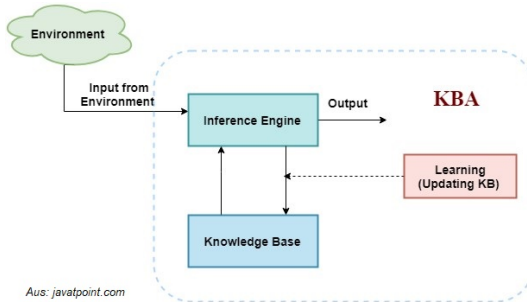 Environment
Input from
Environment
Inference Engine
Output
KBA
Learning
(Updating KB)
Knowledge Base
Aus: javatpoint.com